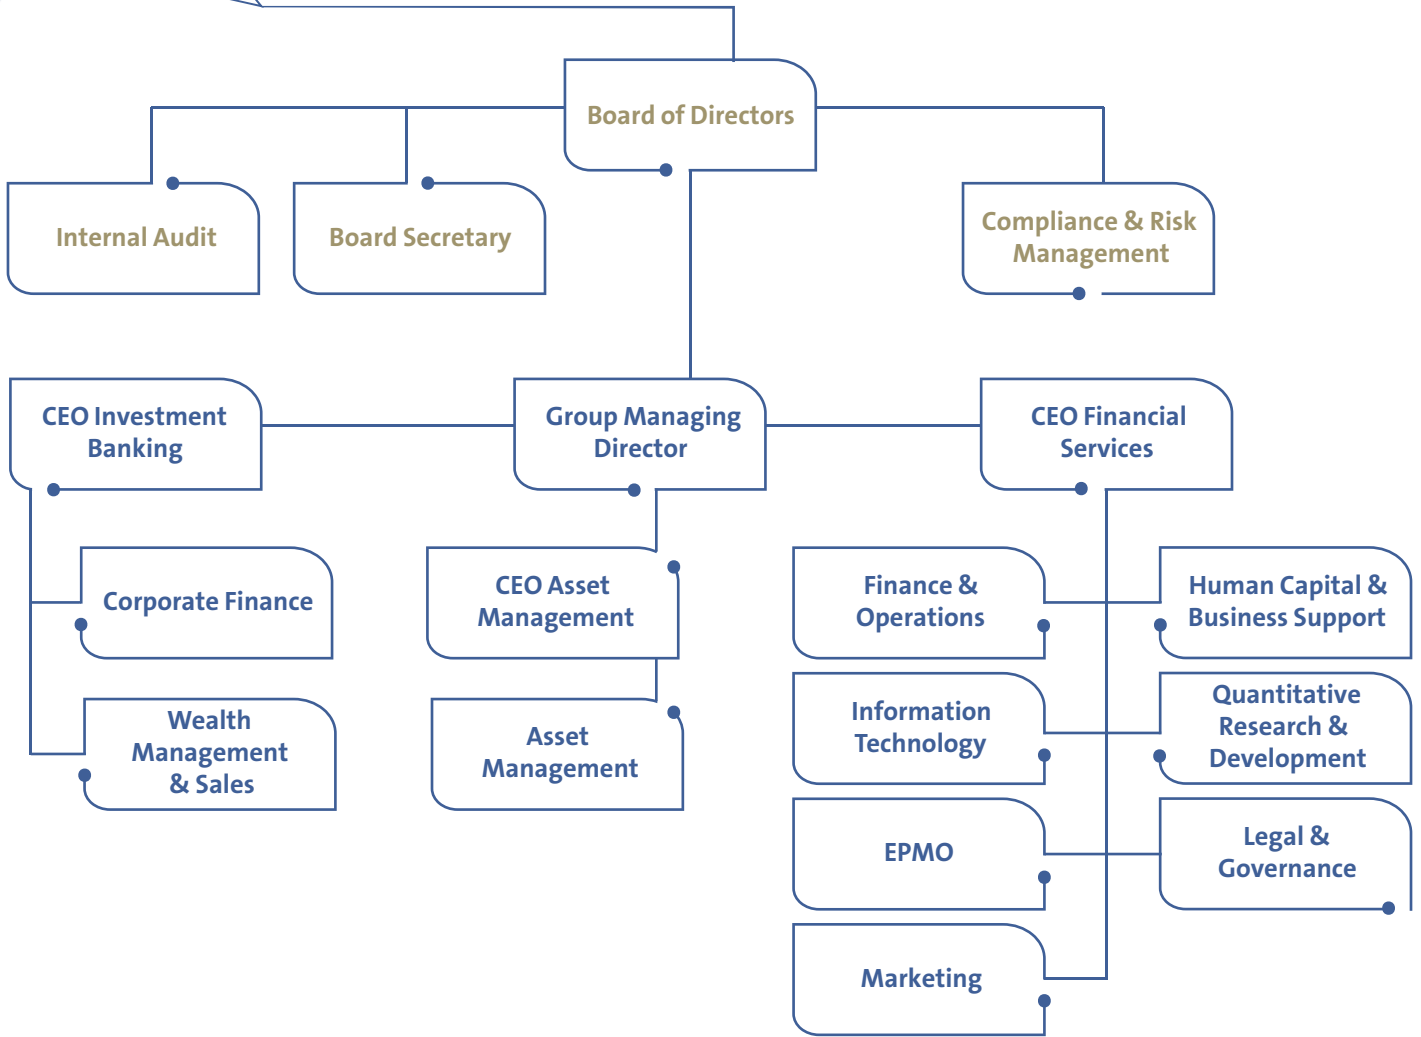 Board of Directors
Internal Audit
Board Secretary
Compliance & Risk
Management
CEO Investment
Banking
Group Managing
Director
CEO Financial
Services
Corporate Finance
CEO Asset
Management
Finance &
Operations
Human Capital &
Business Support
Wealth
Management
& Sales
Asset
Management
Information
Technology
Quantitative
Research &
Development
EPMO
Legal &
Governance
Marketing